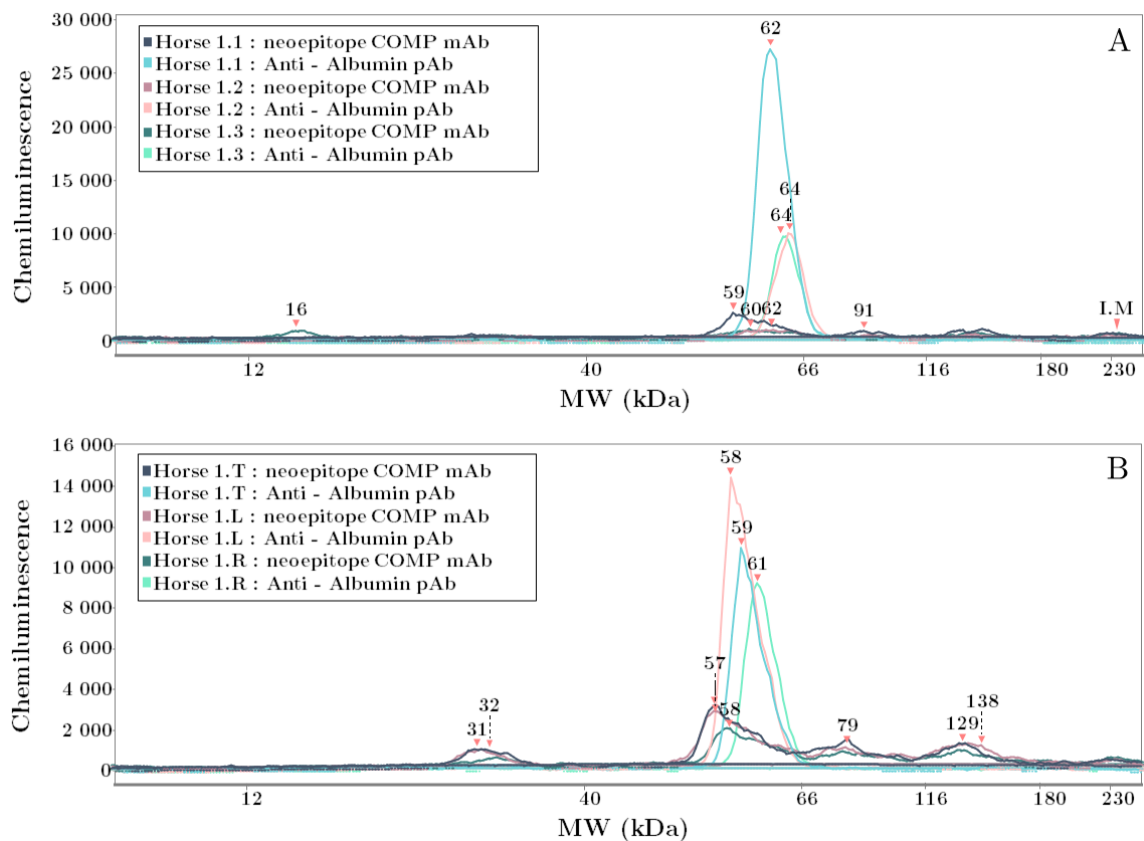 A
30 000
25 000
20 000
15 000
10 000
5 000
0
Chemiluminescence
Horse 1.1 : neoepitope COMP mAb
Horse 1.1 : Anti - Albumin pAb
Horse 1.2 : neoepitope COMP mAb
Horse 1.2 : Anti - Albumin pAb
Horse 1.3 : neoepitope COMP mAb
Horse 1.3 : Anti - Albumin pAb
62
64
64
16
59
60
62
91
I.M
12
40
66
116
180
230
MW (kDa)
B
16 000
14 000
12 000
10 000
8 000
6 000
4 000
2 000
0
Chemiluminescence
Horse 1.T : neoepitope COMP mAb
Horse 1.T : Anti - Albumin pAb
Horse 1.L : neoepitope COMP mAb
Horse 1.L : Anti - Albumin pAb
Horse 1.R : neoepitope COMP mAb
Horse 1.R : Anti - Albumin pAb
58
59
61
57
58
32
31
79
129
138
12
40
66
116
180
230
MW (kDa)